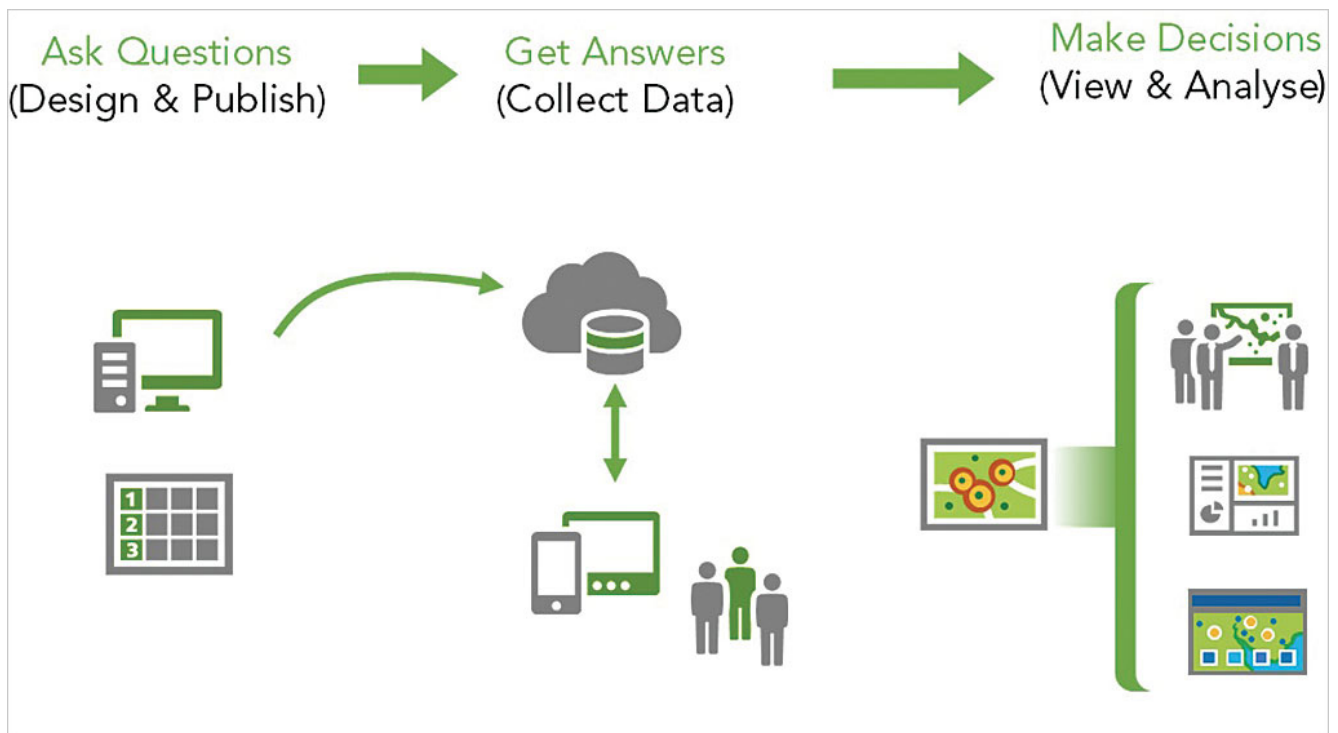 Ask Questions
(Design & Publish)
Get Answers
(Collect Data)
Make Decisions
(View & Analyse)
1
2
3